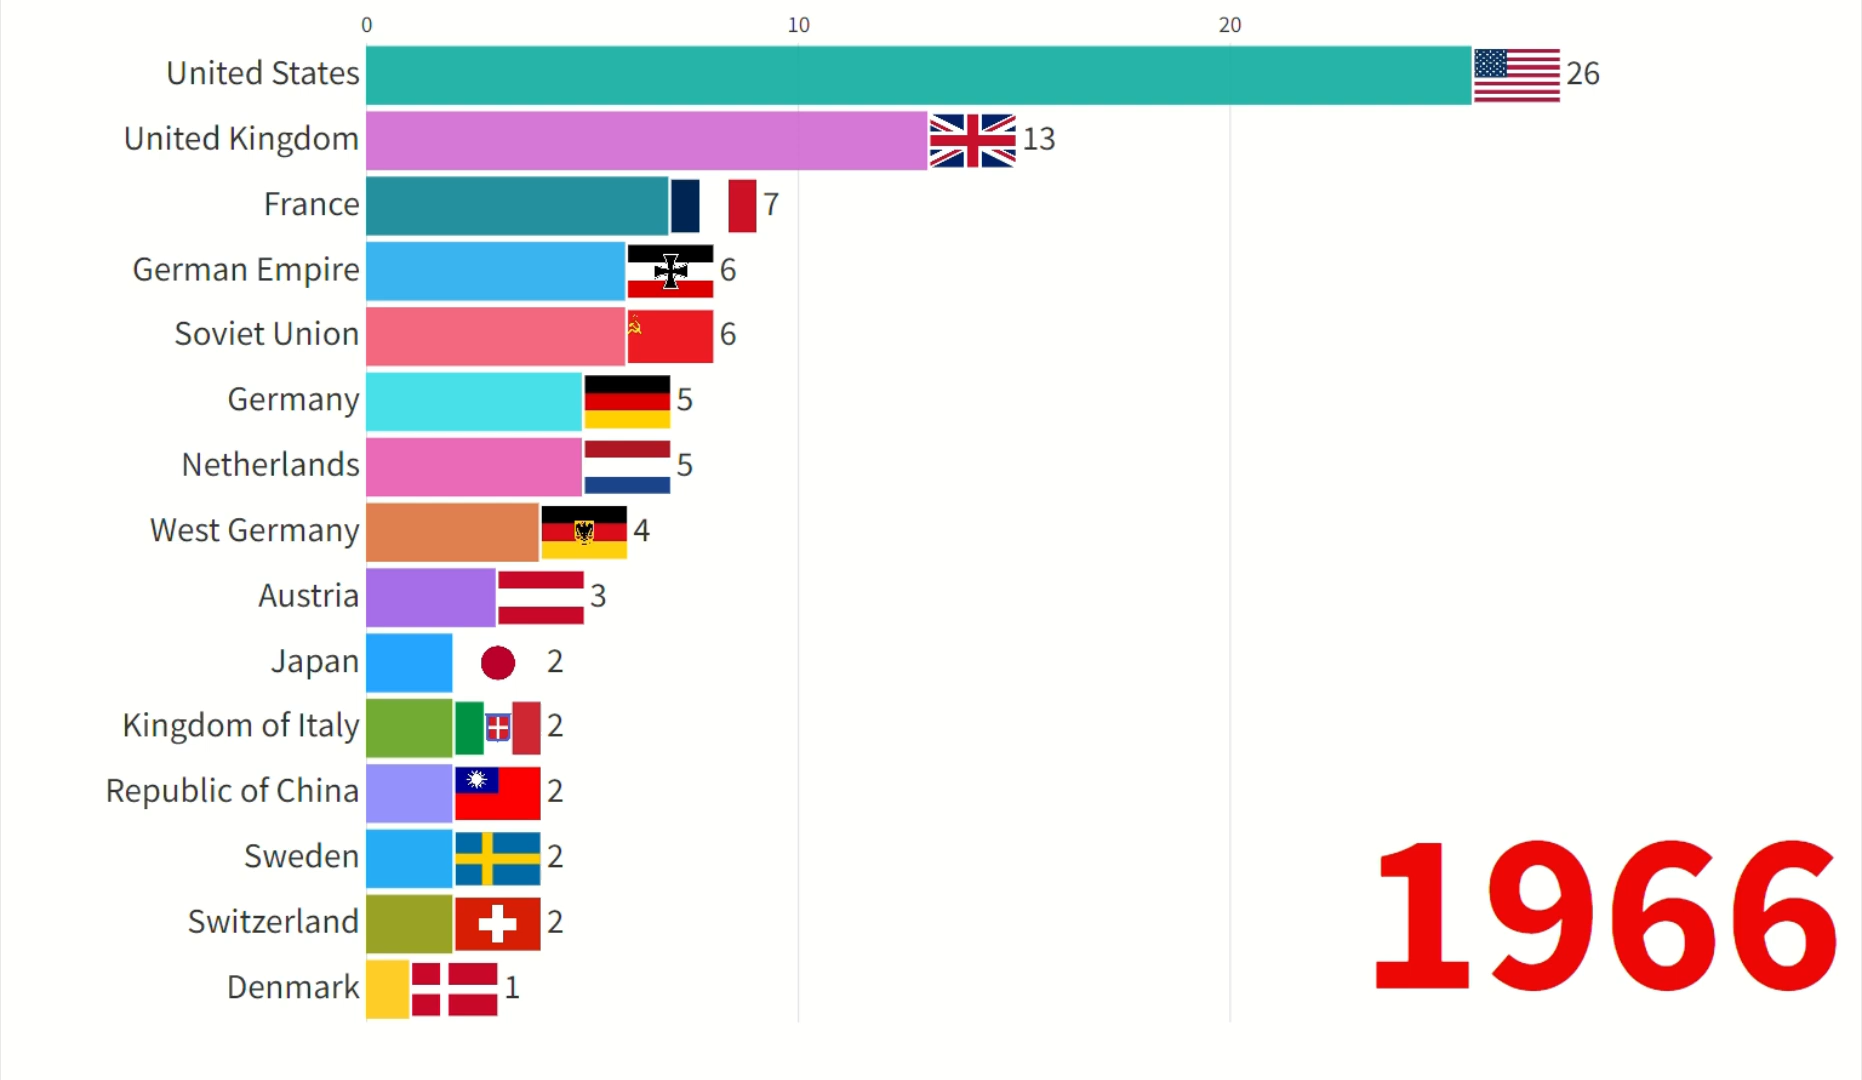 0 10 20
United States 26
United Kingdom 13
France 7
German Empire 6
Soviet Union 6
Germany 5
Netherlands 5
West Germany 4
Austria 3
Japan 2
Kingdom of Italy 2
Republic of China 2
Sweden 2
Switzerland 2
Denmark 1
1966